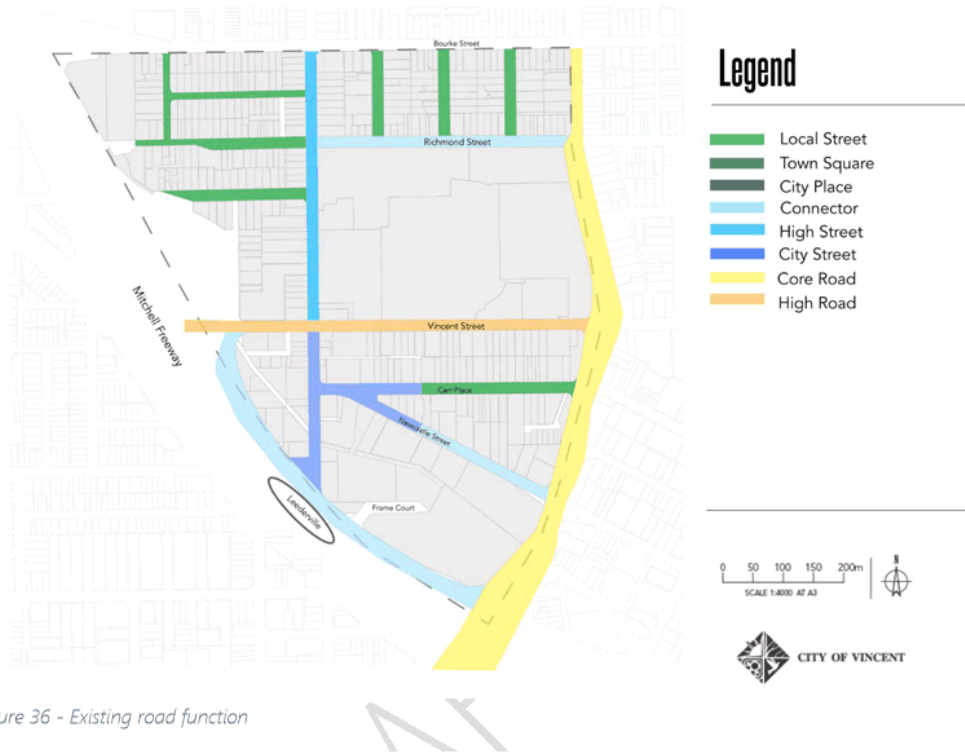 Bourke Street
Legend
Richmond Street
Local Street
Town Square
City Place
Connector
High Street
City Street
Core Road
High Road
Mitchell Freeway
Vincent Street
Carr Place
Newcastle Street
Leederville
Frame Court
0 50 100 150 200m
N
SCALE 1:4000 AT A3
CITY OF VINCENT
ure 36 - Existing road function